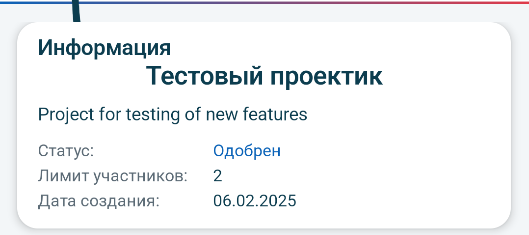 Информация
Тестовый проектик
Project for testing of new features
Статус: Одобрен
Лимит участников: 2
Дата создания: 06.02.2025